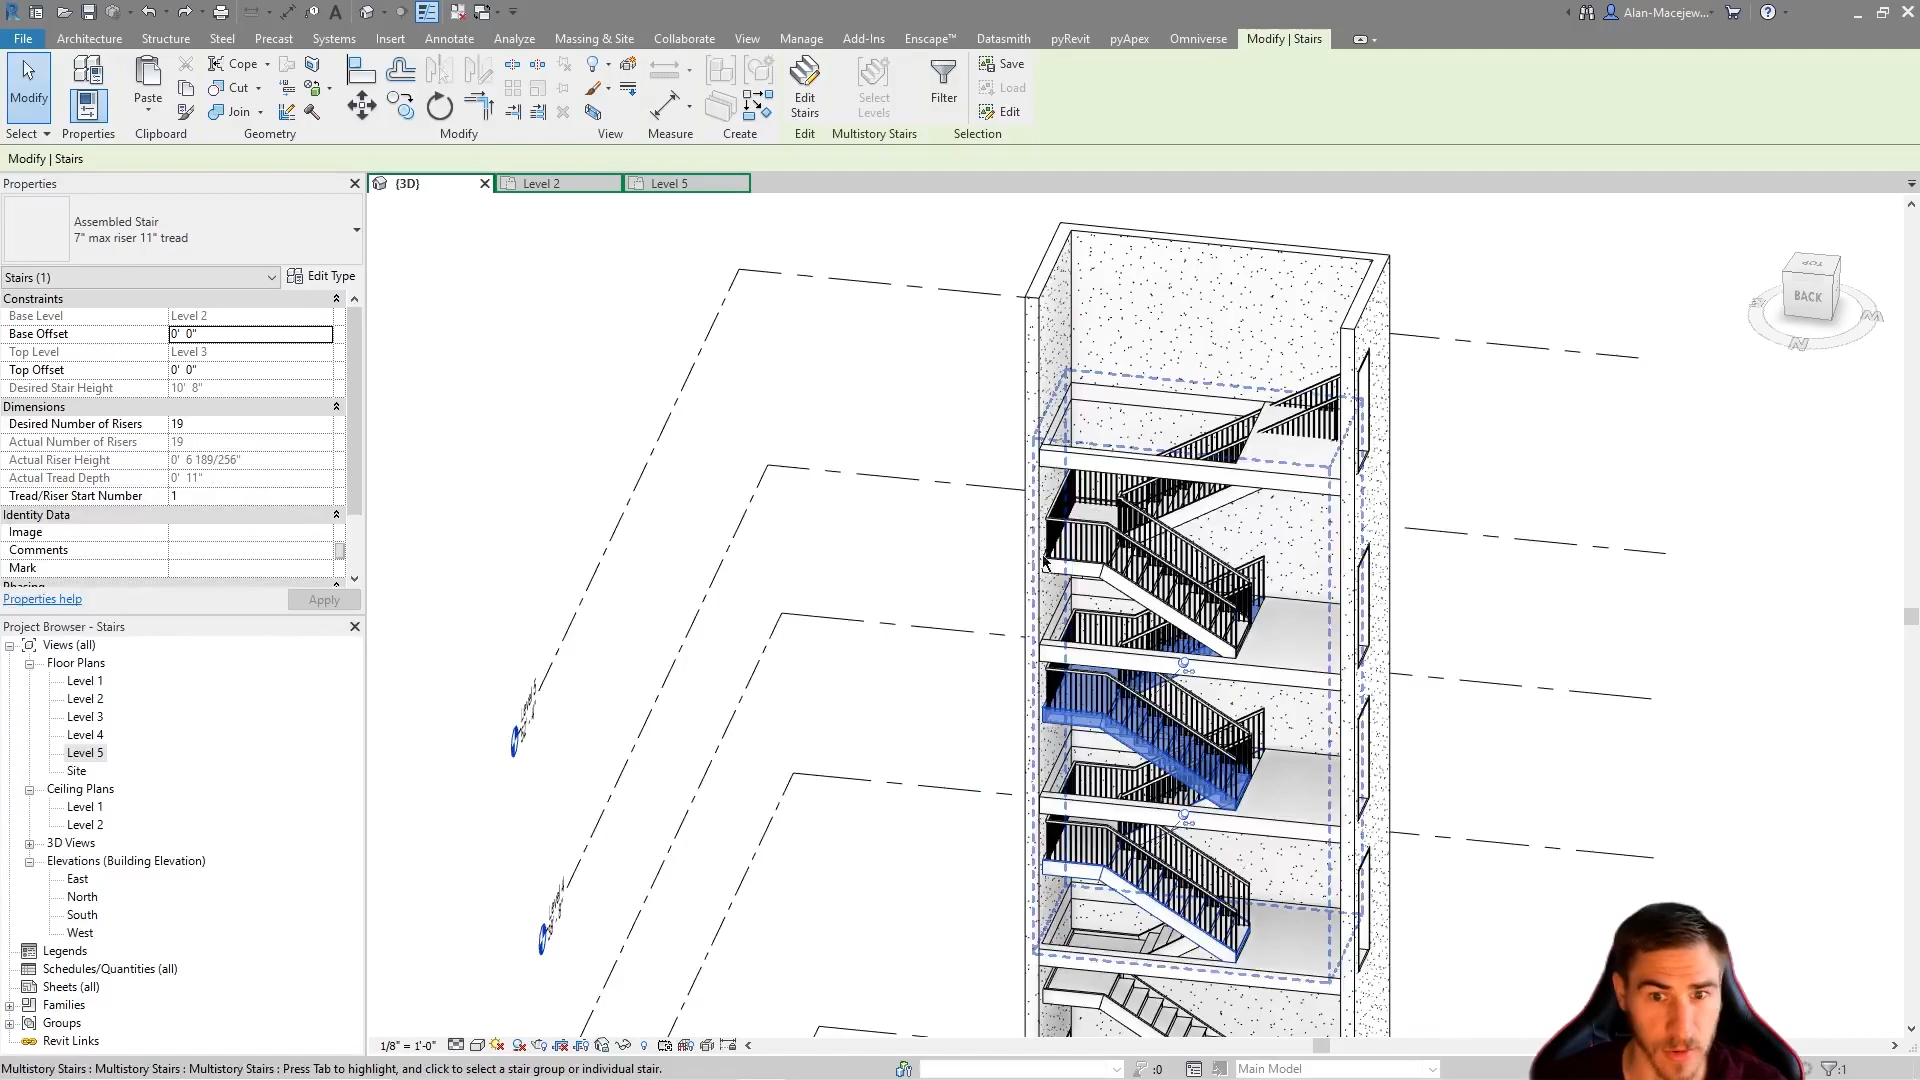 Alan-Macejew...
File Architecture Structure Steel Precast Systems Insert Annotate Analyze Massing & Site Collaborate View Manage Add-Ins Enscape™ Datasmith pyRevit pyApex Omniverse Modify | Stairs
Modify
Paste
Cope
Cut
Join
Edit Stairs
Select Levels
Filter
Save
Load
Edit
Select Properties Clipboard Geometry Modify View Measure Create Edit Multistory Stairs Selection
Modify | Stairs
Properties
{3D} Level 2 Level 5
Assembled Stair
7" max riser 11" tread
Stairs (1) Edit Type
Constraints
Base Level Level 2
Base Offset 0' 0"
Top Level Level 3
Top Offset 0' 0"
Desired Stair Height 10' 8"
Dimensions
Desired Number of Risers 19
Actual Number of Risers 19
Actual Riser Height 0' 6 189/256"
Actual Tread Depth 0' 11"
Tread/Riser Start Number 1
Identity Data
Image
Comments
Mark
Phasing
Properties help Apply
Project Browser - Stairs
Views (all)
Floor Plans
Level 1
Level 2
Level 3
Level 4
Level 5
Site
Ceiling Plans
Level 1
Level 2
3D Views
Elevations (Building Elevation)
East
North
South
West
Legends
Schedules/Quantities (all)
Sheets (all)
Families
Groups
Revit Links
TOP
BACK
N
1/8" = 1'-0"
Multistory Stairs : Multistory Stairs : Multistory Stairs : Press Tab to highlight, and click to select a stair group or individual stair.
:0
Main Model
:1